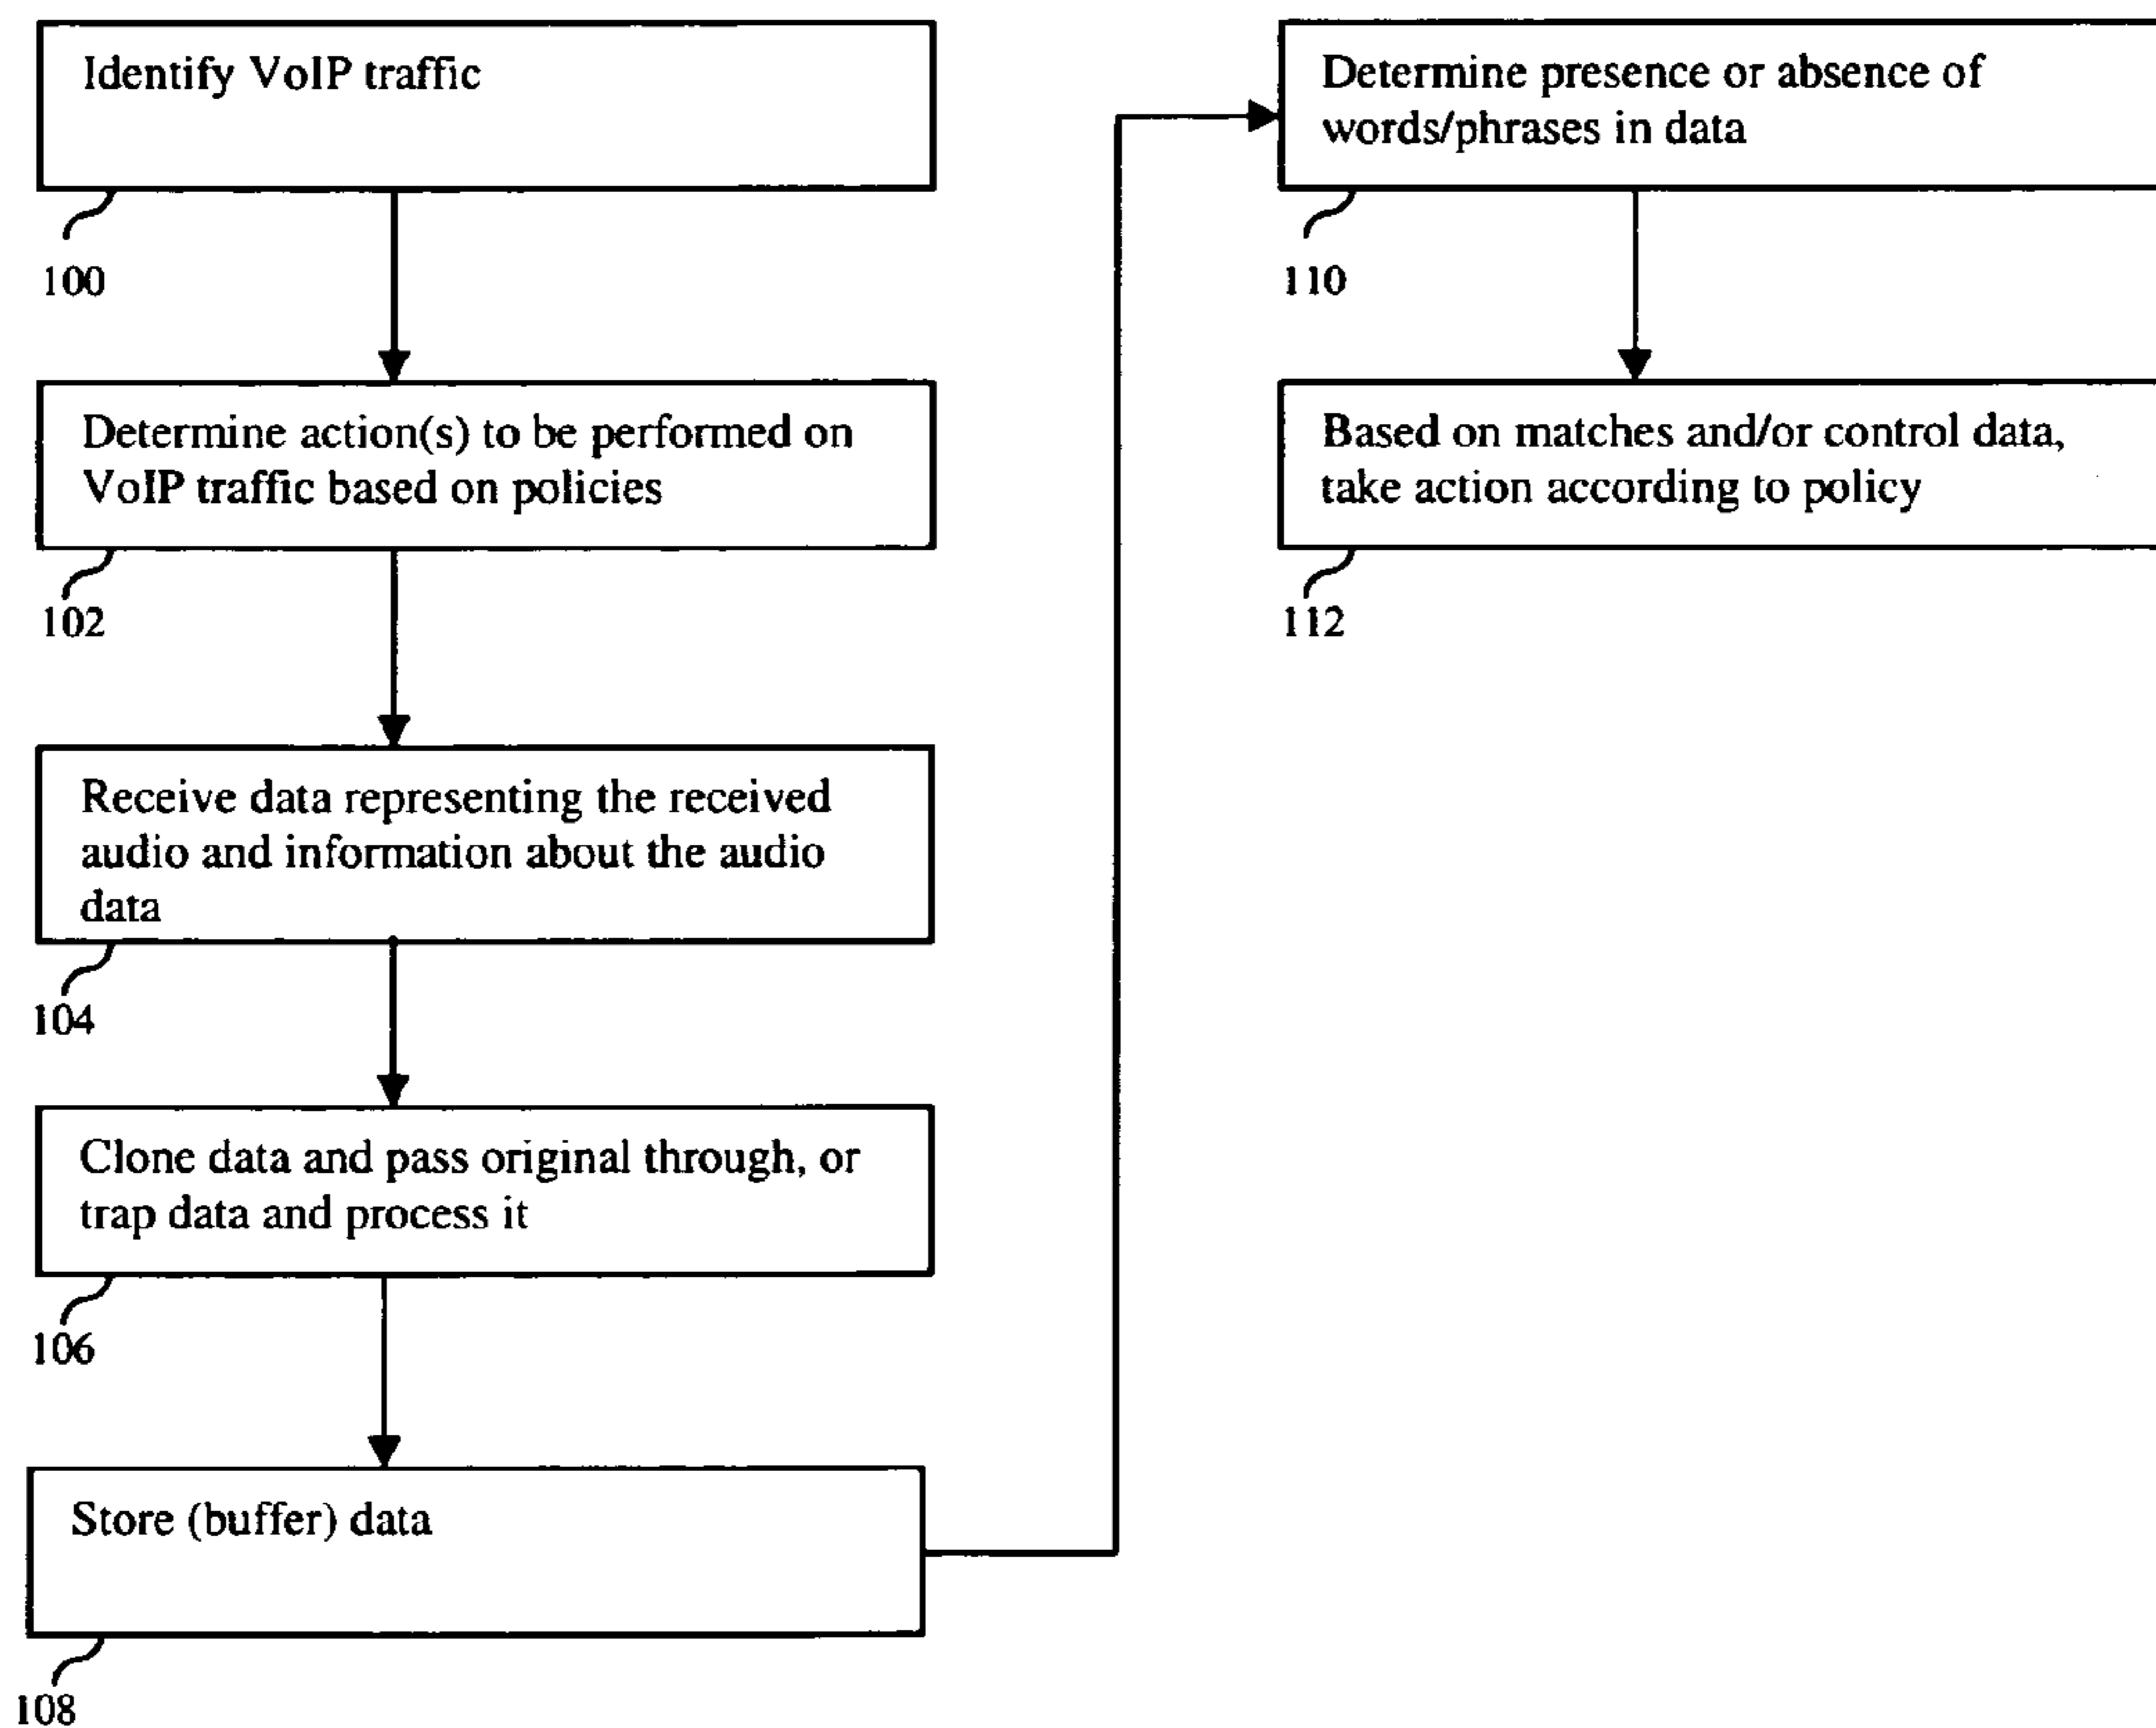 Identify VoIP traffic
100
Determine action(s) to be performed on
VoIP traffic based on policies
102
Receive data representing the received
audio and information about the audio
data
104
Clone data and pass original through, or
trap data and process it
106
Store (buffer) data
108
Determine presence or absence of
words/phrases in data
110
Based on matches and/or control data,
take action according to policy
112